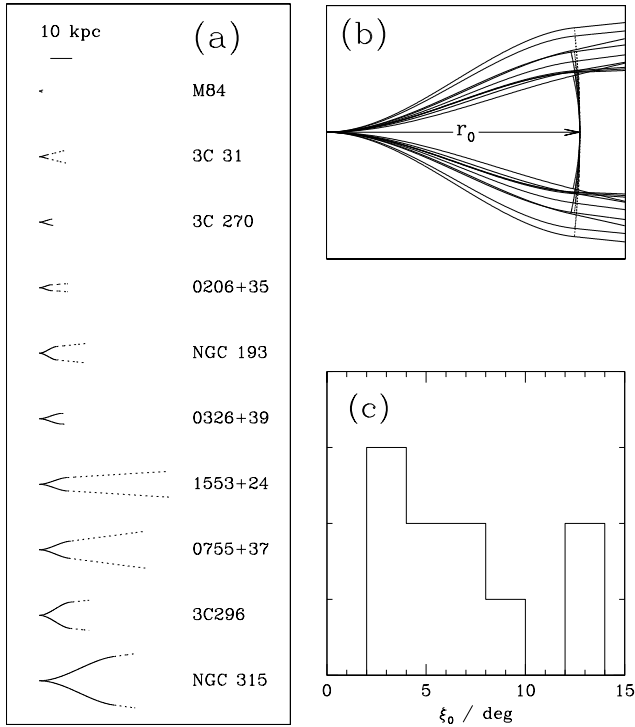 10 kpc
(a)
M84
3C 31
3C 270
0206+35
NGC 193
0326+39
1553+24
0755+37
3C296
NGC 315
(b)
r₀
(c)
0 5 10 15
ξ₀ / deg